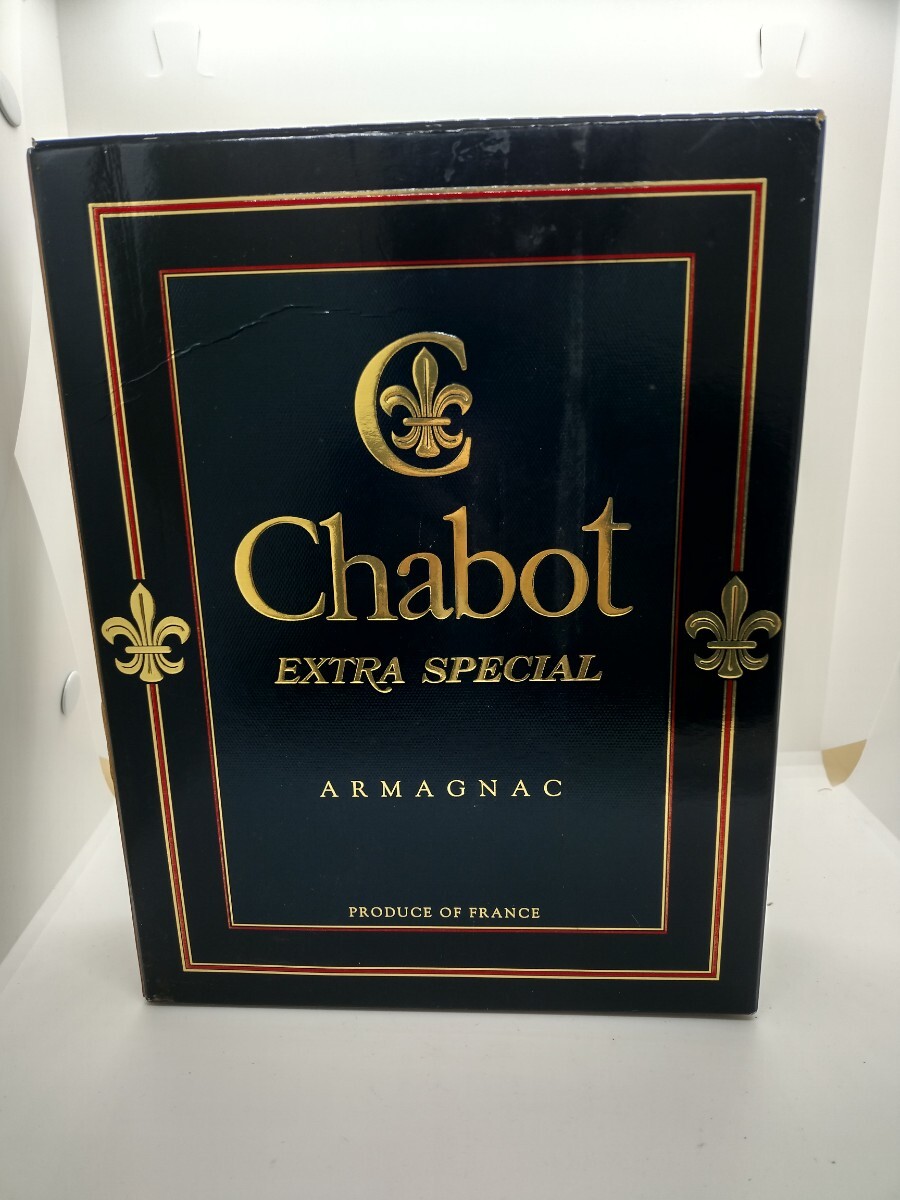 C
Chabot
EXTRA SPECIAL
ARMAGNAC
PRODUCE OF FRANCE